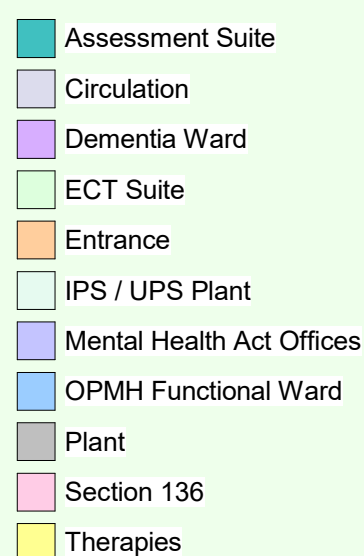 Assessment Suite
Circulation
Dementia Ward
ECT Suite
Entrance
IPS / UPS Plant
Mental Health Act Offices
OPMH Functional Ward
Plant
Section 136
Therapies